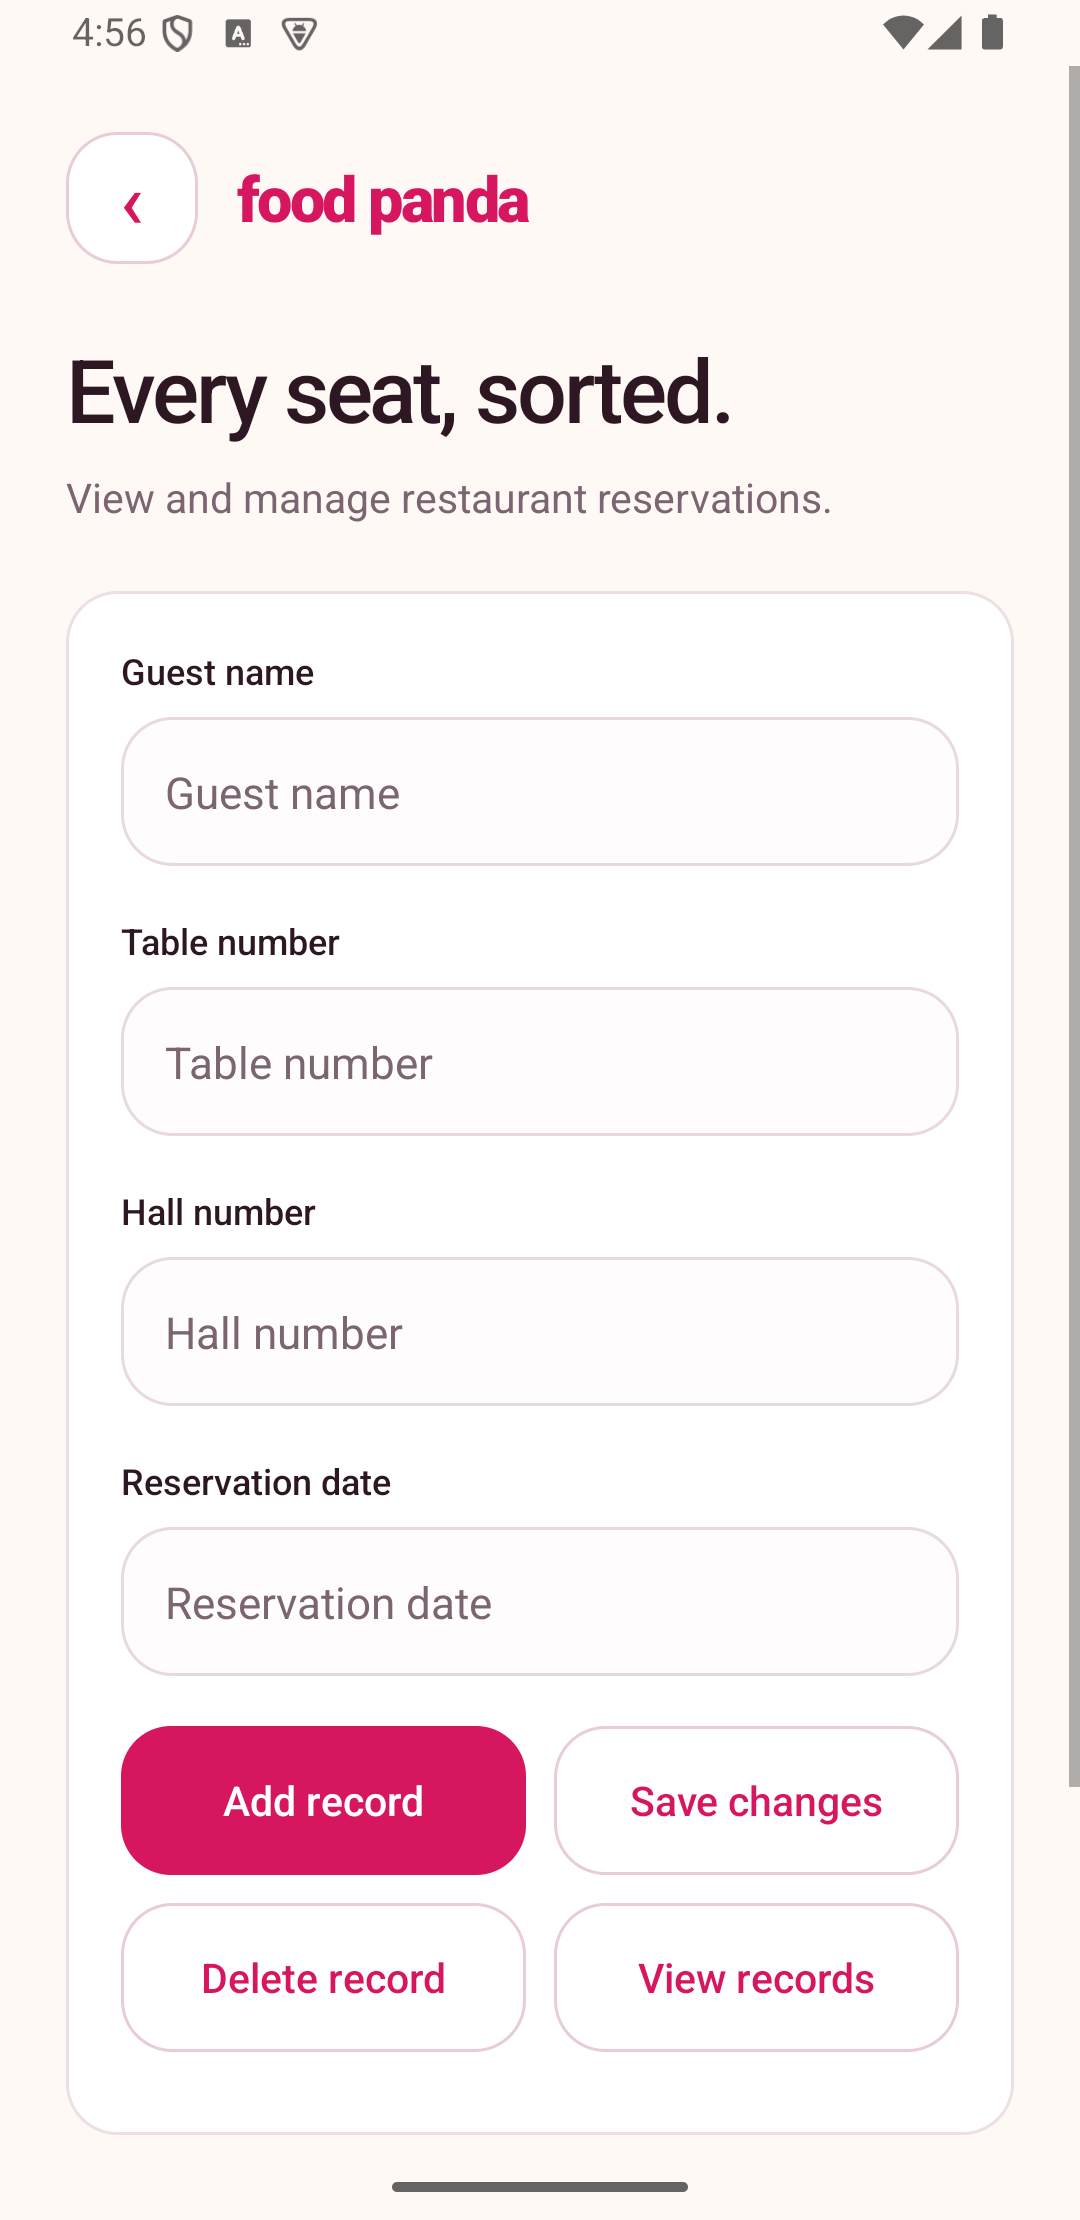 4:56
food panda
Every seat, sorted.
View and manage restaurant reservations.
Guest name
Guest name
Table number
Table number
Hall number
Hall number
Reservation date
Reservation date
Add record
Save changes
Delete record
View records